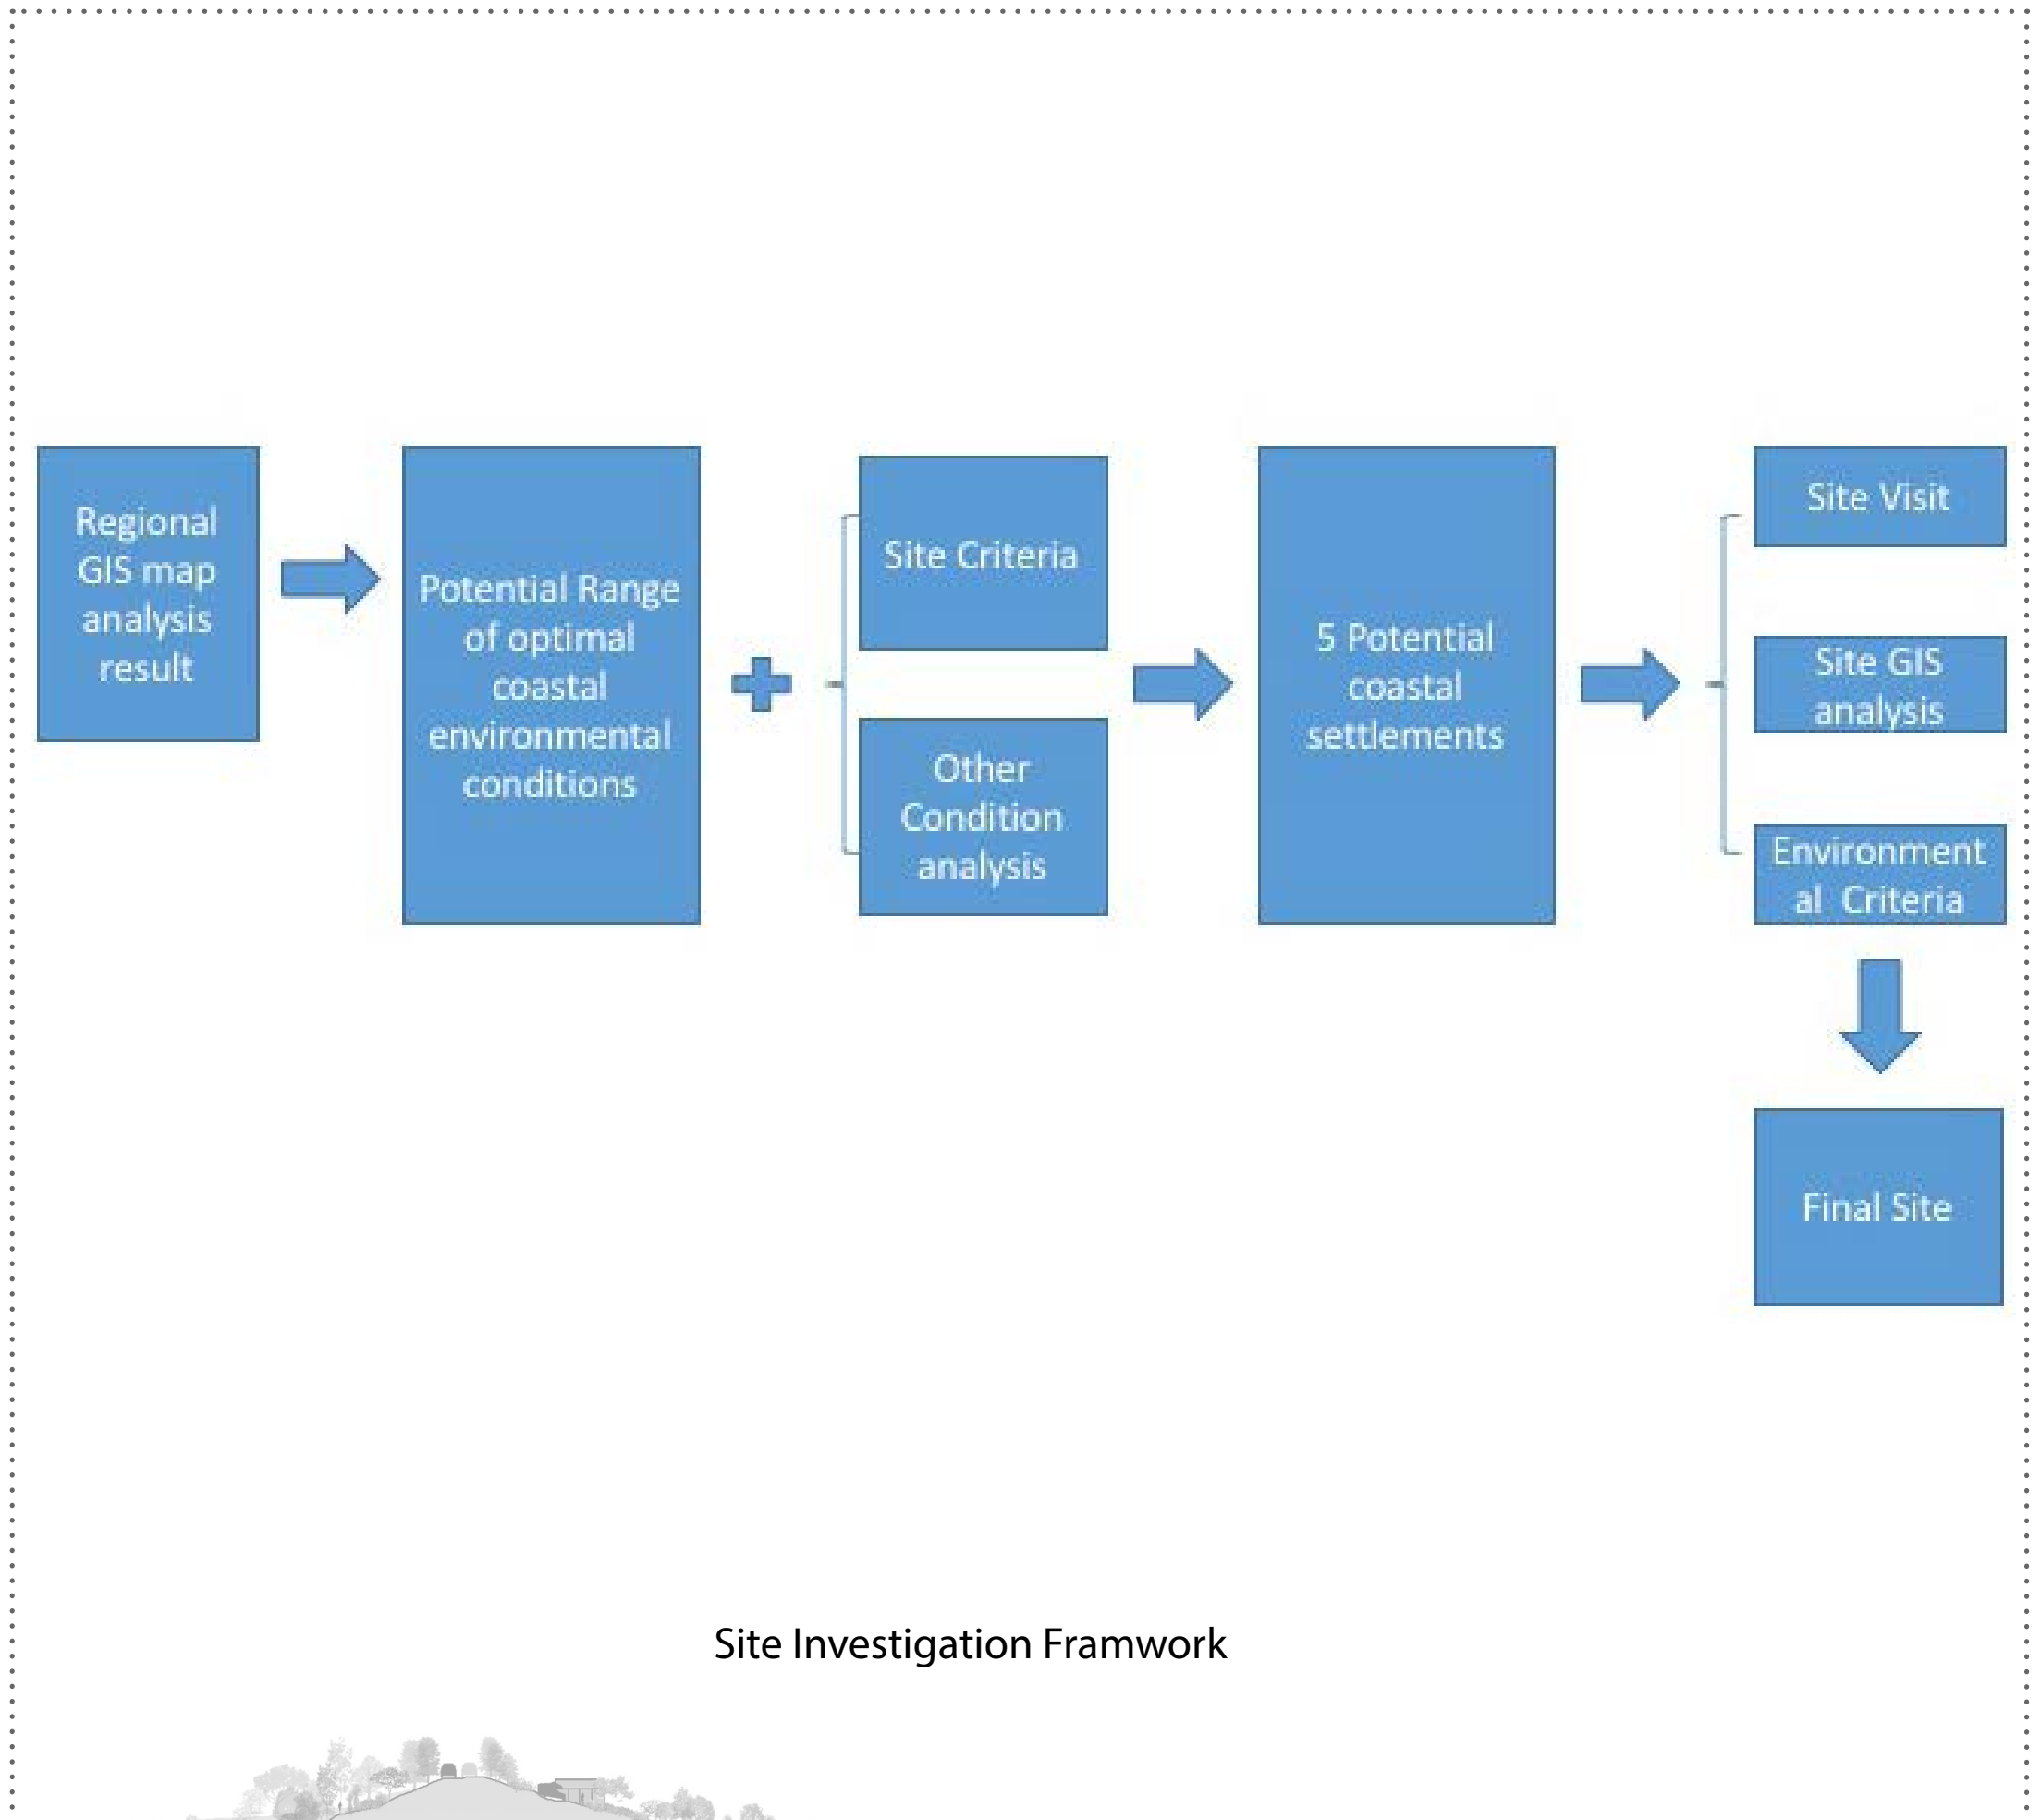 Regional
GIS map
analysis
result
Potential Range
of optimal
coastal
environmental
conditions
Site Criteria
Other
Condition
analysis
5 Potential
coastal
settlements
Site Visit
Site GIS
analysis
Environment
al Criteria
Final Site
Site Investigation Framwork